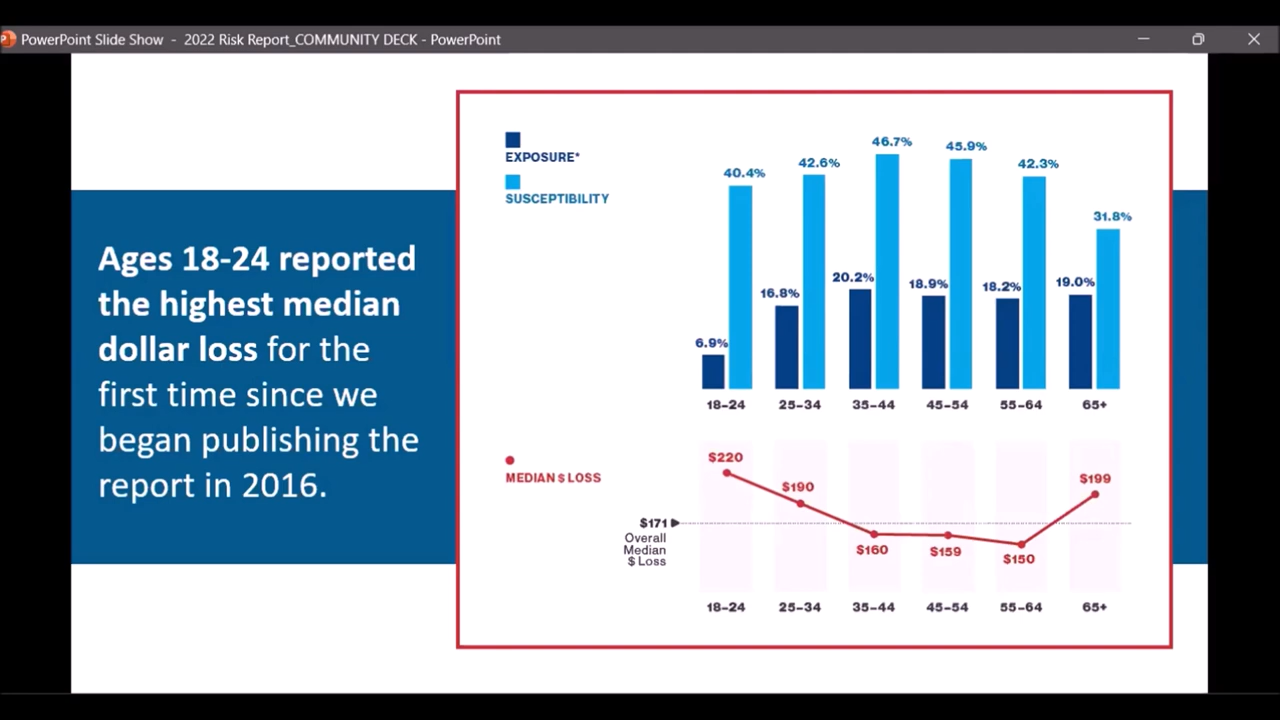 PowerPoint Slide Show - 2022 Risk Report_COMMUNITY DECK - PowerPoint
Ages 18-24 reported
the highest median
dollar loss for the
first time since we
began publishing the
report in 2016.
EXPOSURE*
SUSCEPTIBILITY
6.9% 40.4%
16.8% 42.6%
20.2% 46.7%
18.9% 45.9%
18.2% 42.3%
19.0% 31.8%
18-24 25-34 35-44 45-54 55-64 65+
MEDIAN $ LOSS
$220 $190 $160 $159 $150 $199
$171
Overall
Median
$ Loss
18-24 25-34 35-44 45-54 55-64 65+